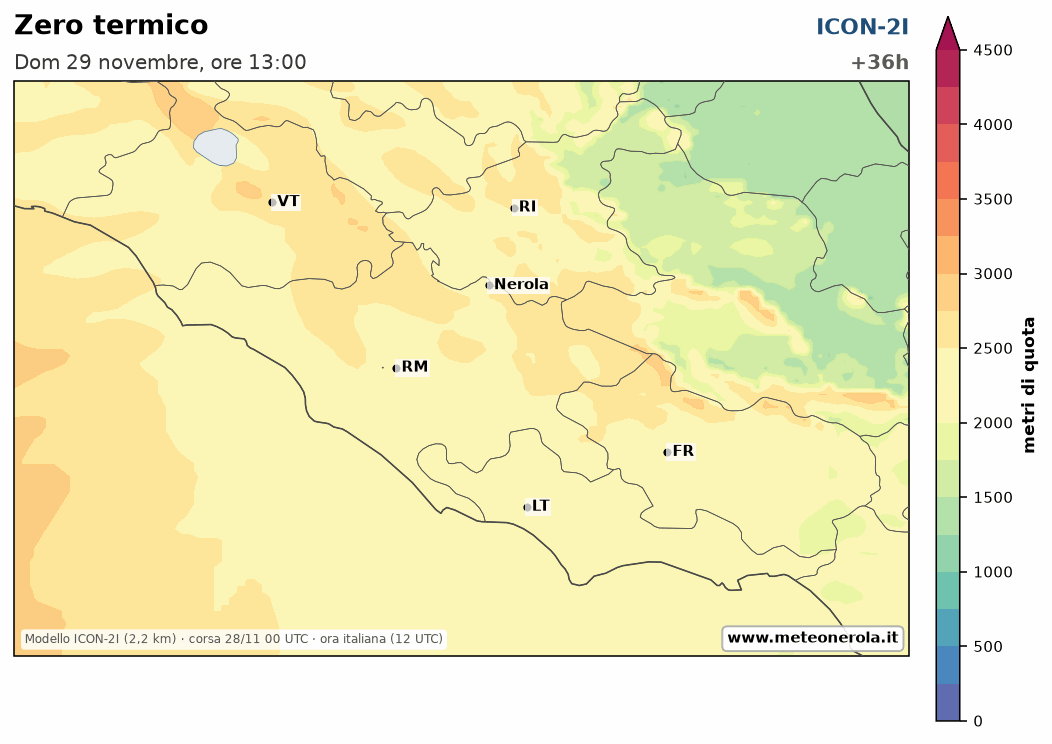 Zero termico
ICON-2I
Dom 29 novembre, ore 13:00
+36h
VT
RI
Nerola
RM
FR
LT
Modello ICON-2I (2,2 km) · corsa 28/11 00 UTC · ora italiana (12 UTC)
www.meteonerola.it
4500
4000
3500
3000
2500
2000
1500
1000
500
0
metri di quota